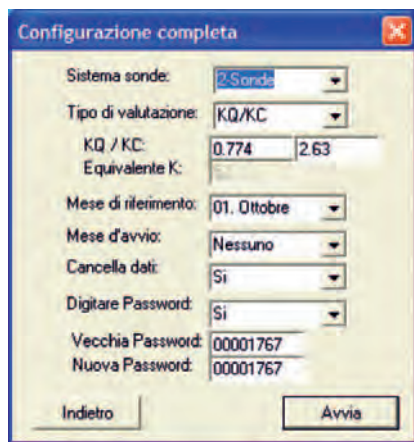 Configurazione completa
Sistema sonde: 2-Sonde
Tipo di valutazione: KQ/KC
KQ / KC: 0.774 2.63
Equivalente K:
Mese di riferimento: 01. Ottobre
Mese d'avvio: Nessuno
Cancella dati: Si
Digitare Password: Si
Vecchia Password: 00001767
Nuova Password: 00001767
Indietro Avvia